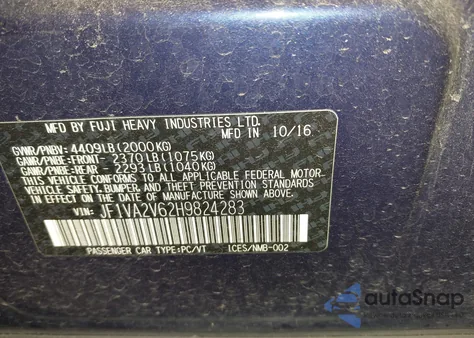 MFD BY FUJI HEAVY INDUSTRIES LTD.
MFD IN 10/16
GVWR/PNBV: 4409LB(2000KG)
GAWR/PNBE-FRONT- 2370LB(1075KG)
GAWR/PNBE-REAR - 2293LB(1040KG)
THIS VEHICLE CONFORMS TO ALL APPLICABLE FEDERAL MOTOR
VEHICLE SAFETY, BUMPER, AND THEFT PREVENTION STANDARDS
IN EFFECT ON THE DATE OF MANUFACTURE SHOWN ABOVE.
V.I.N.: JF1VA2V62H9824283
PASSENGER CAR TYPE:PC/VT ICES/NMB-002
autoSnap